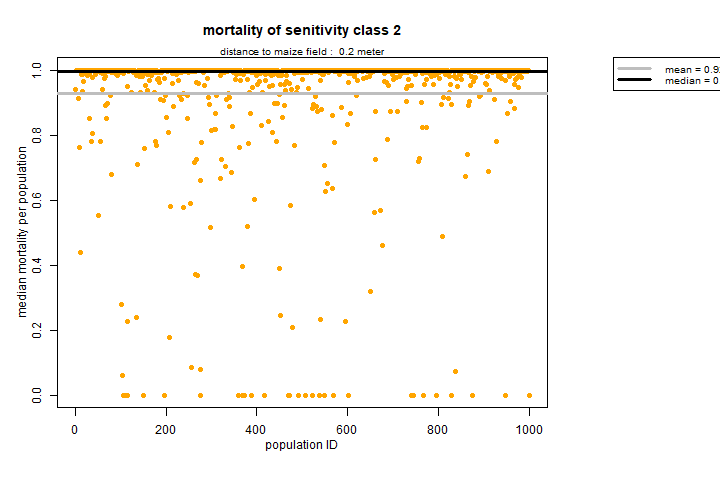 mortality of senitivity class 2
distance to maize field :  0.2 meter
mean = 0.9
median = 0
median mortality per population
1.0
0.8
0.6
0.4
0.2
0.0
0
200
400
600
800
1000
population ID